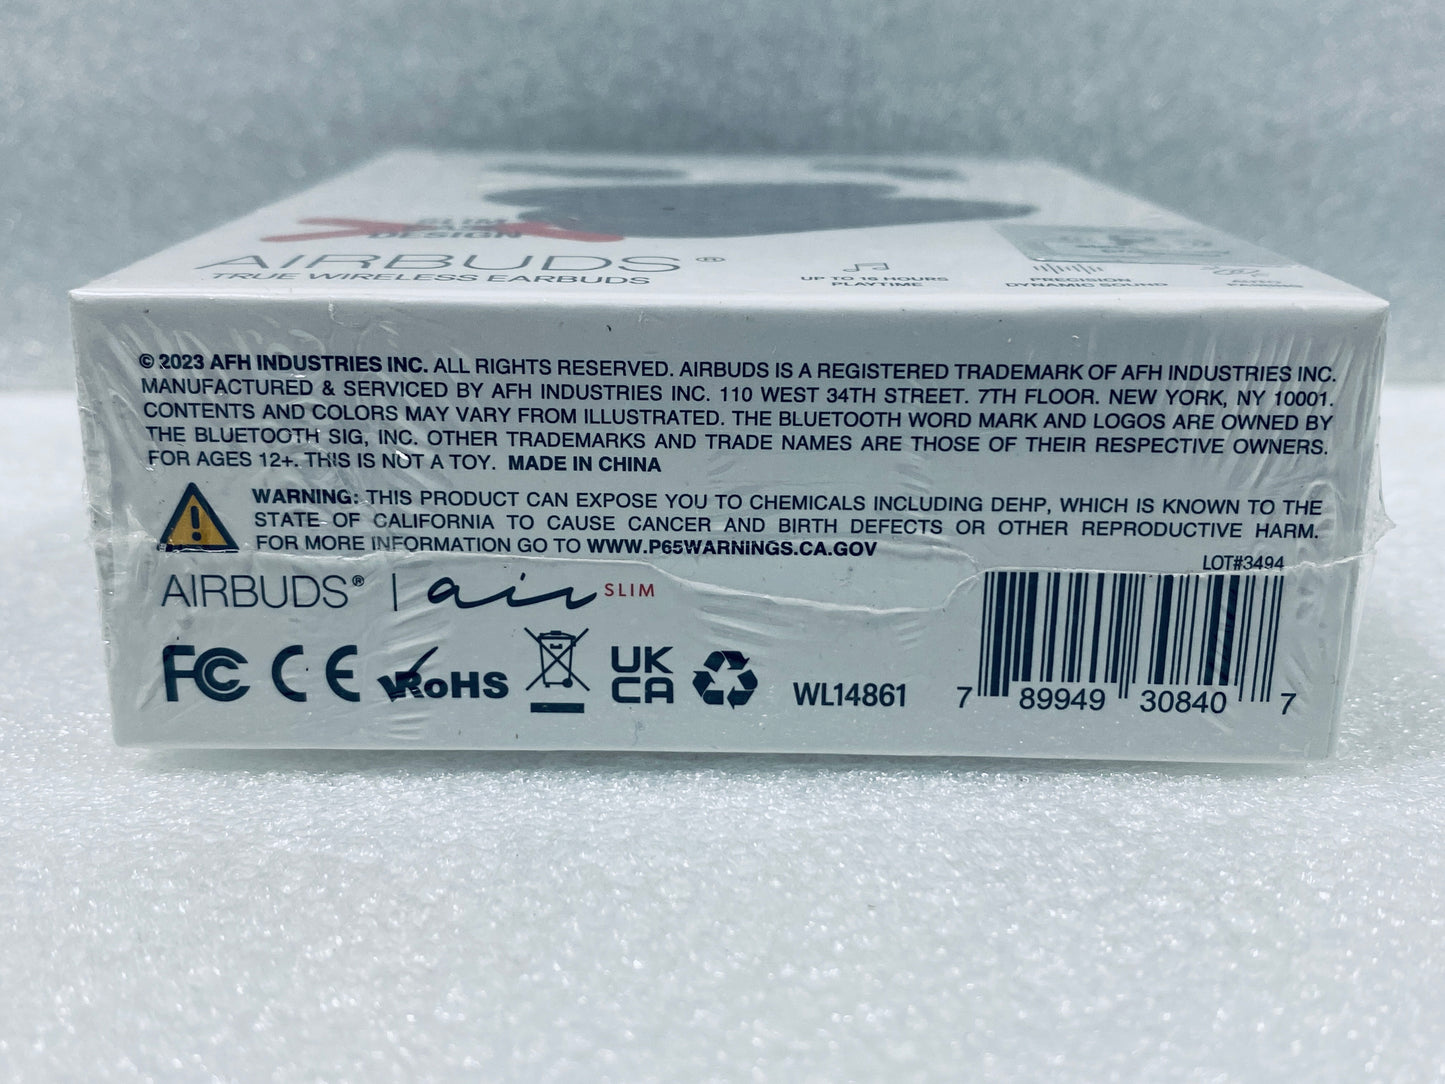 SLIM
DESIGN
AIRBUDS®
TRUE WIRELESS EARBUDS
UP TO 16 HOURS
PLAYTIME
PRECISION
DYNAMIC SOUND
© 2023 AFH INDUSTRIES INC. ALL RIGHTS RESERVED. AIRBUDS IS A REGISTERED TRADEMARK OF AFH INDUSTRIES INC.
MANUFACTURED & SERVICED BY AFH INDUSTRIES INC. 110 WEST 34TH STREET. 7TH FLOOR. NEW YORK, NY 10001.
CONTENTS AND COLORS MAY VARY FROM ILLUSTRATED. THE BLUETOOTH WORD MARK AND LOGOS ARE OWNED BY
THE BLUETOOTH SIG, INC. OTHER TRADEMARKS AND TRADE NAMES ARE THOSE OF THEIR RESPECTIVE OWNERS.
FOR AGES 12+. THIS IS NOT A TOY. MADE IN CHINA
WARNING: THIS PRODUCT CAN EXPOSE YOU TO CHEMICALS INCLUDING DEHP, WHICH IS KNOWN TO THE
STATE OF CALIFORNIA TO CAUSE CANCER AND BIRTH DEFECTS OR OTHER REPRODUCTIVE HARM.
FOR MORE INFORMATION GO TO WWW.P65WARNINGS.CA.GOV
LOT#3494
AIRBUDS® | air SLIM
FC CE RoHS UK CA WL14861
7 89949 30840 7